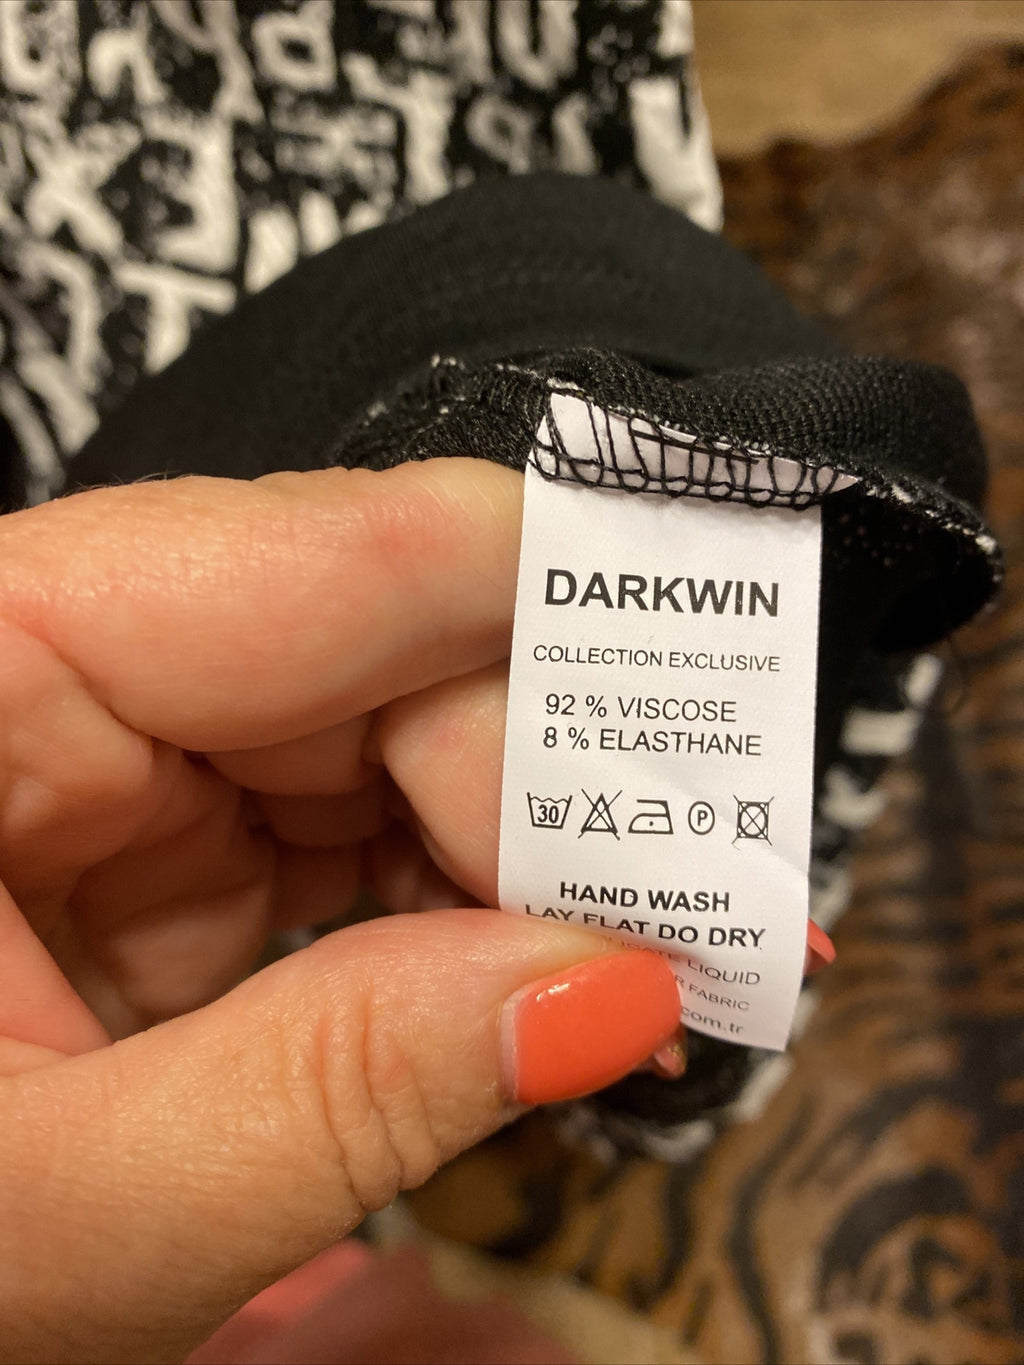 DARKWIN
COLLECTION EXCLUSIVE
92 % VISCOSE
8 % ELASTHANE
30 P
HAND WASH
LAY FLAT DO DRY
LIQUID
FABRIC
com.tr